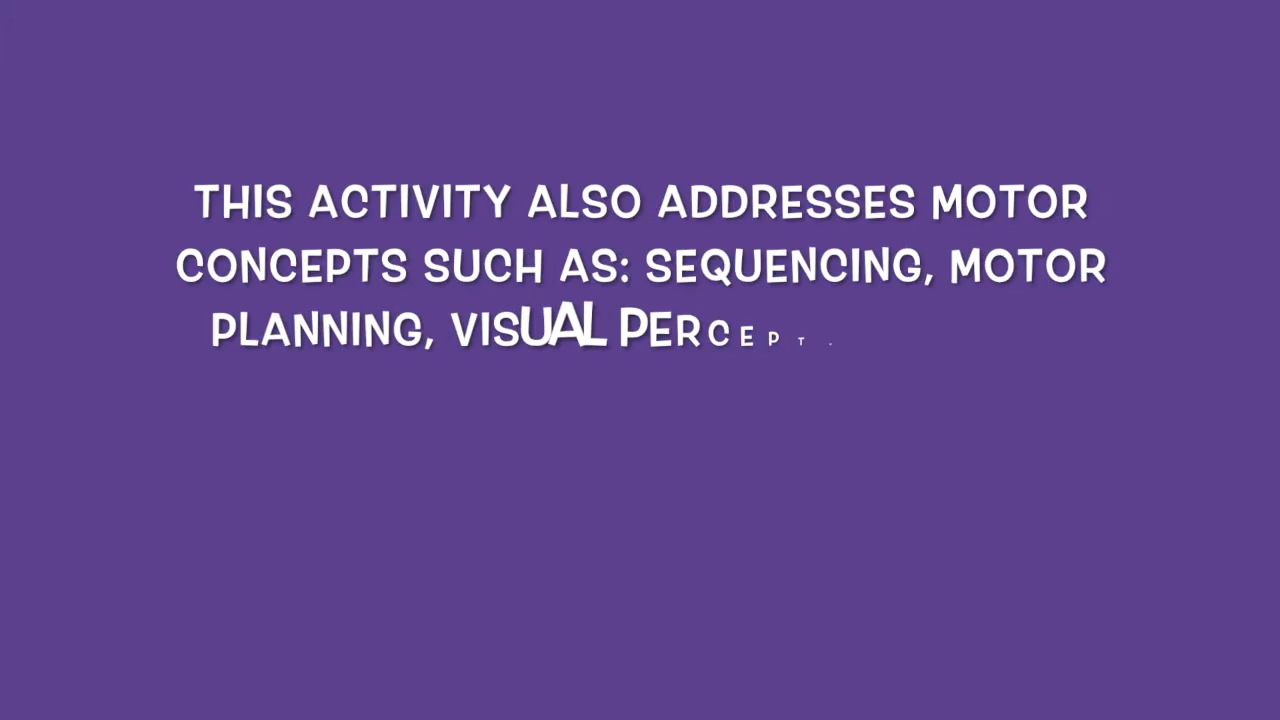 THIS ACTIVITY ALSO ADDRESSES MOTOR
CONCEPTS SUCH AS: SEQUENCING, MOTOR
PLANNING, VISUAL PERCEPT